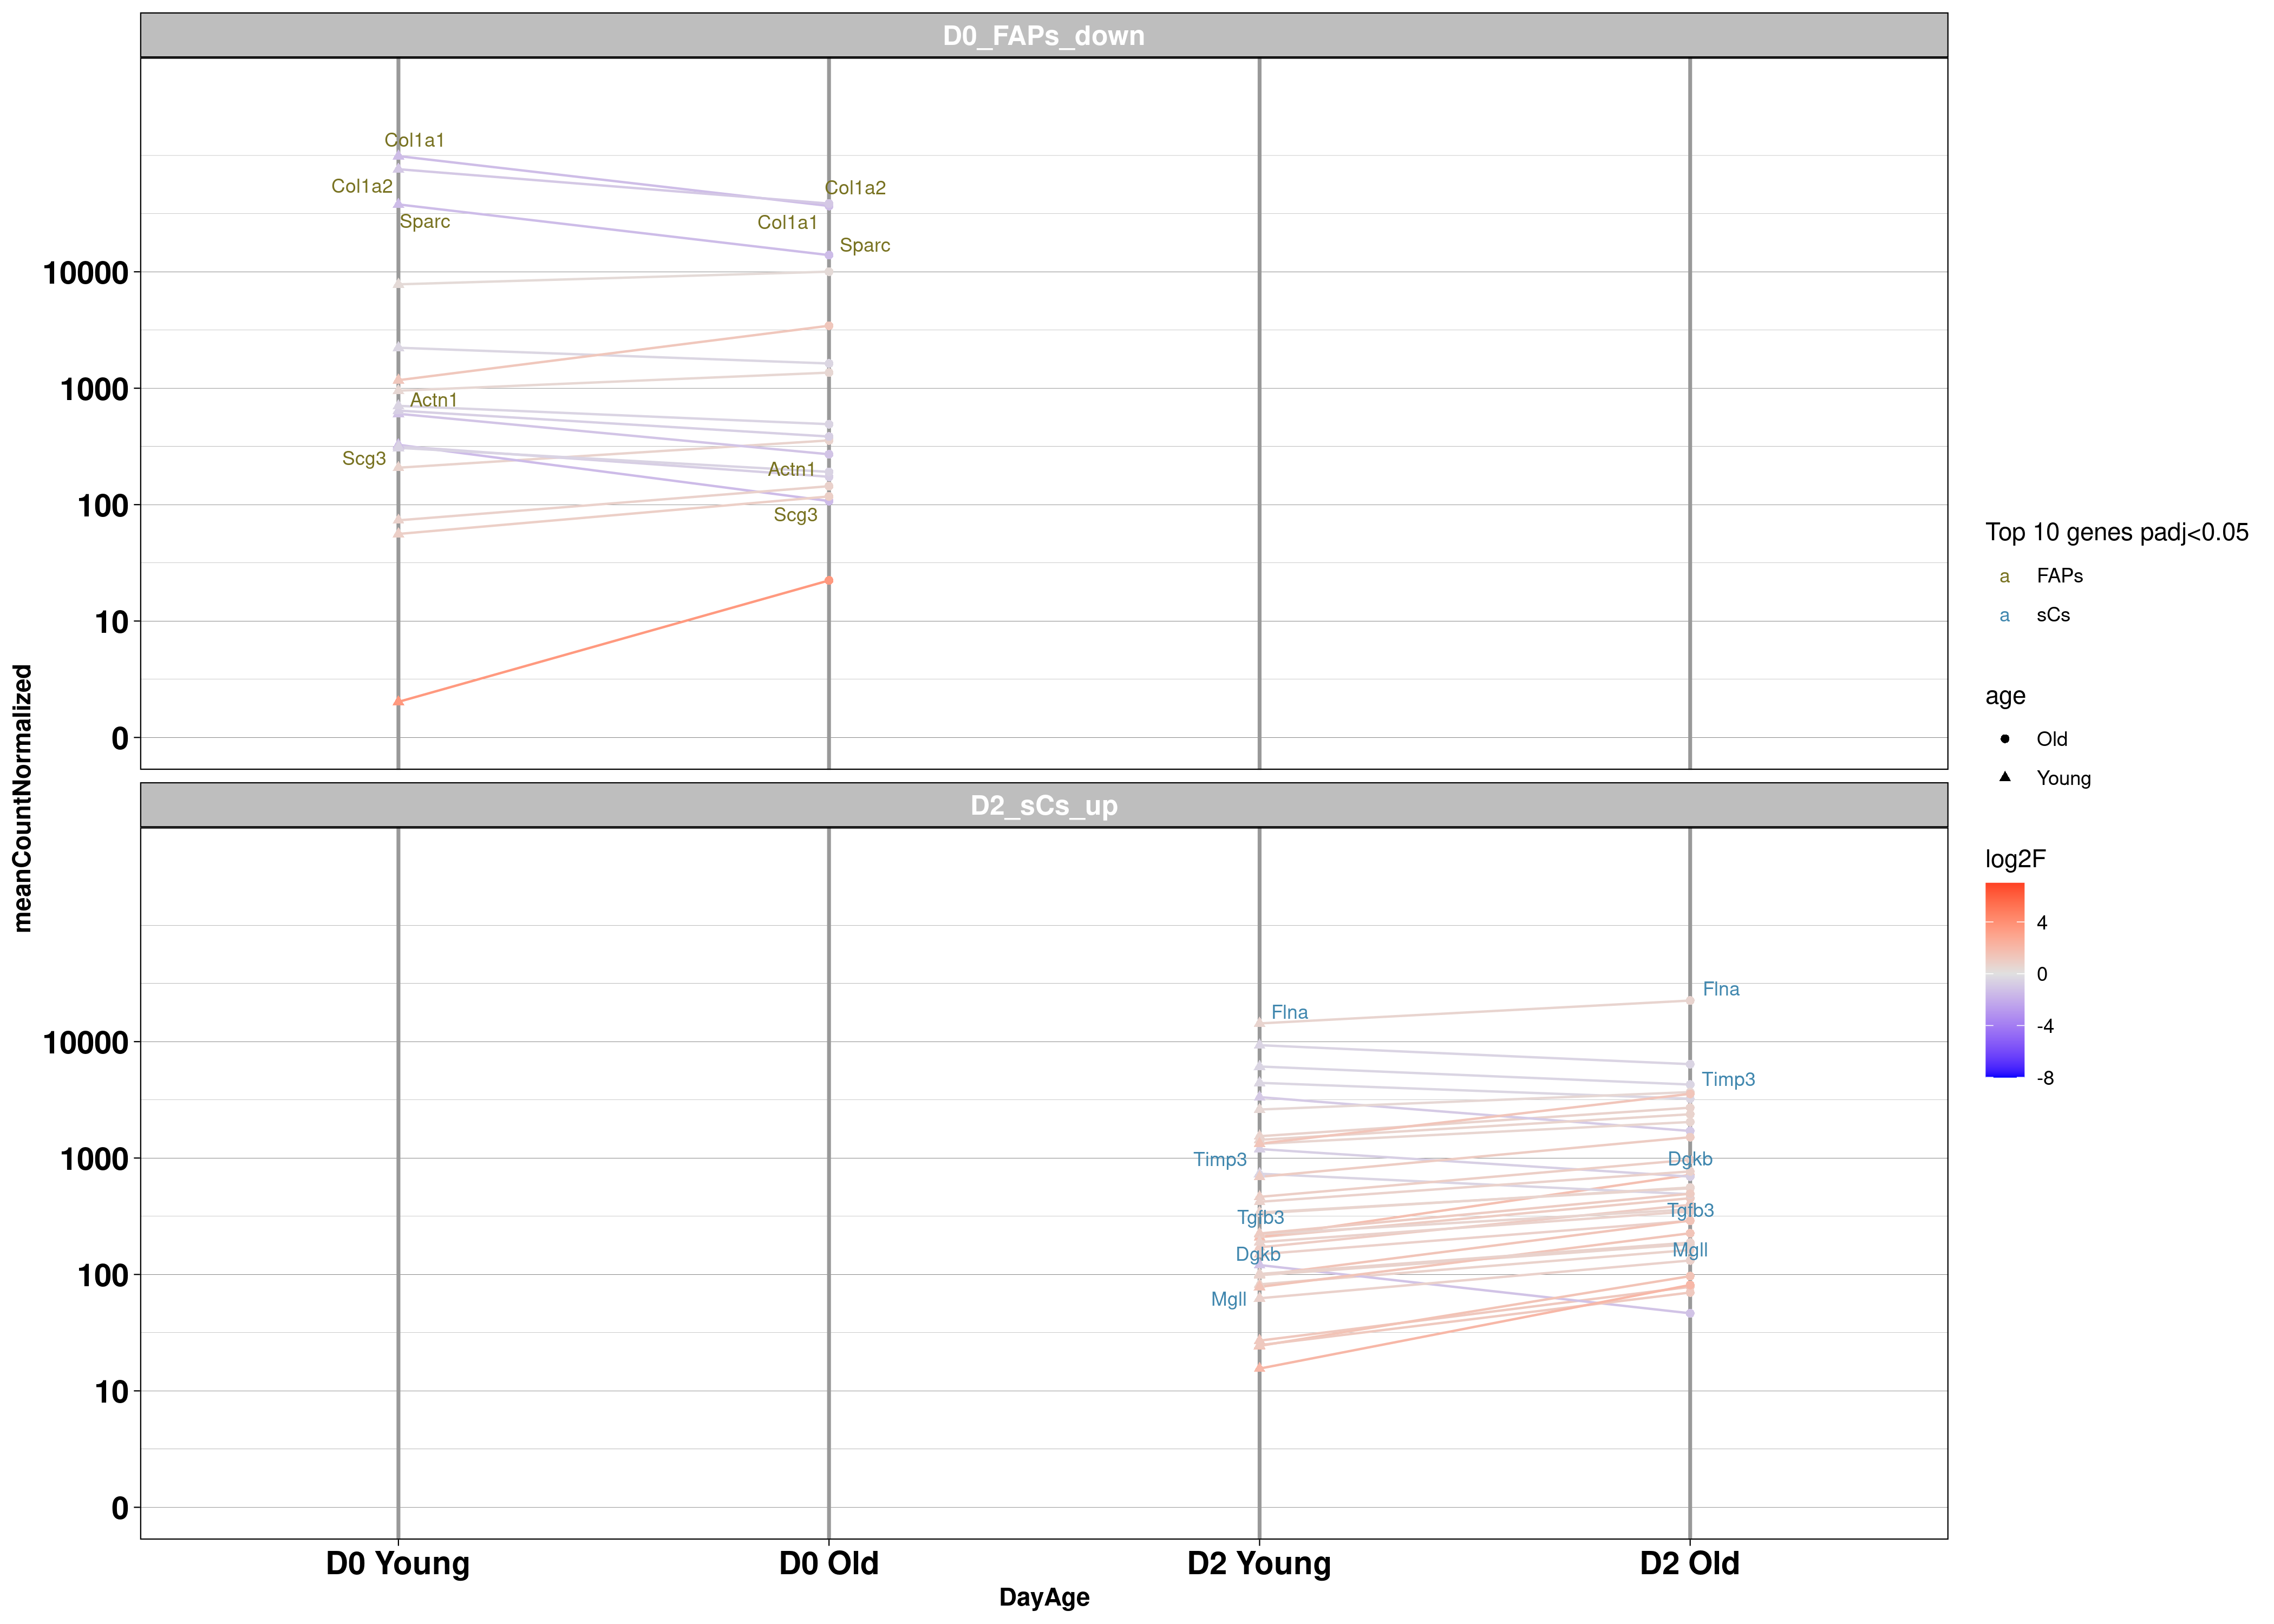 D0_FAPs_down
Col1a1
Col1a2
Sparc
Col1a2
Col1a1
Sparc
Actn1
Scg3
Actn1
Scg3
10000
1000
100
10
0
meanCountNormalized
D2_sCs_up
Flna
Flna
Timp3
Timp3
Dgkb
Tgfb3
Tgfb3
Dgkb
Mgll
Mgll
10000
1000
100
10
0
D0 Young
D0 Old
D2 Young
D2 Old
DayAge
Top 10 genes padj<0.05
a FAPs
a sCs
age
Old
Young
log2F
4
0
-4
-8